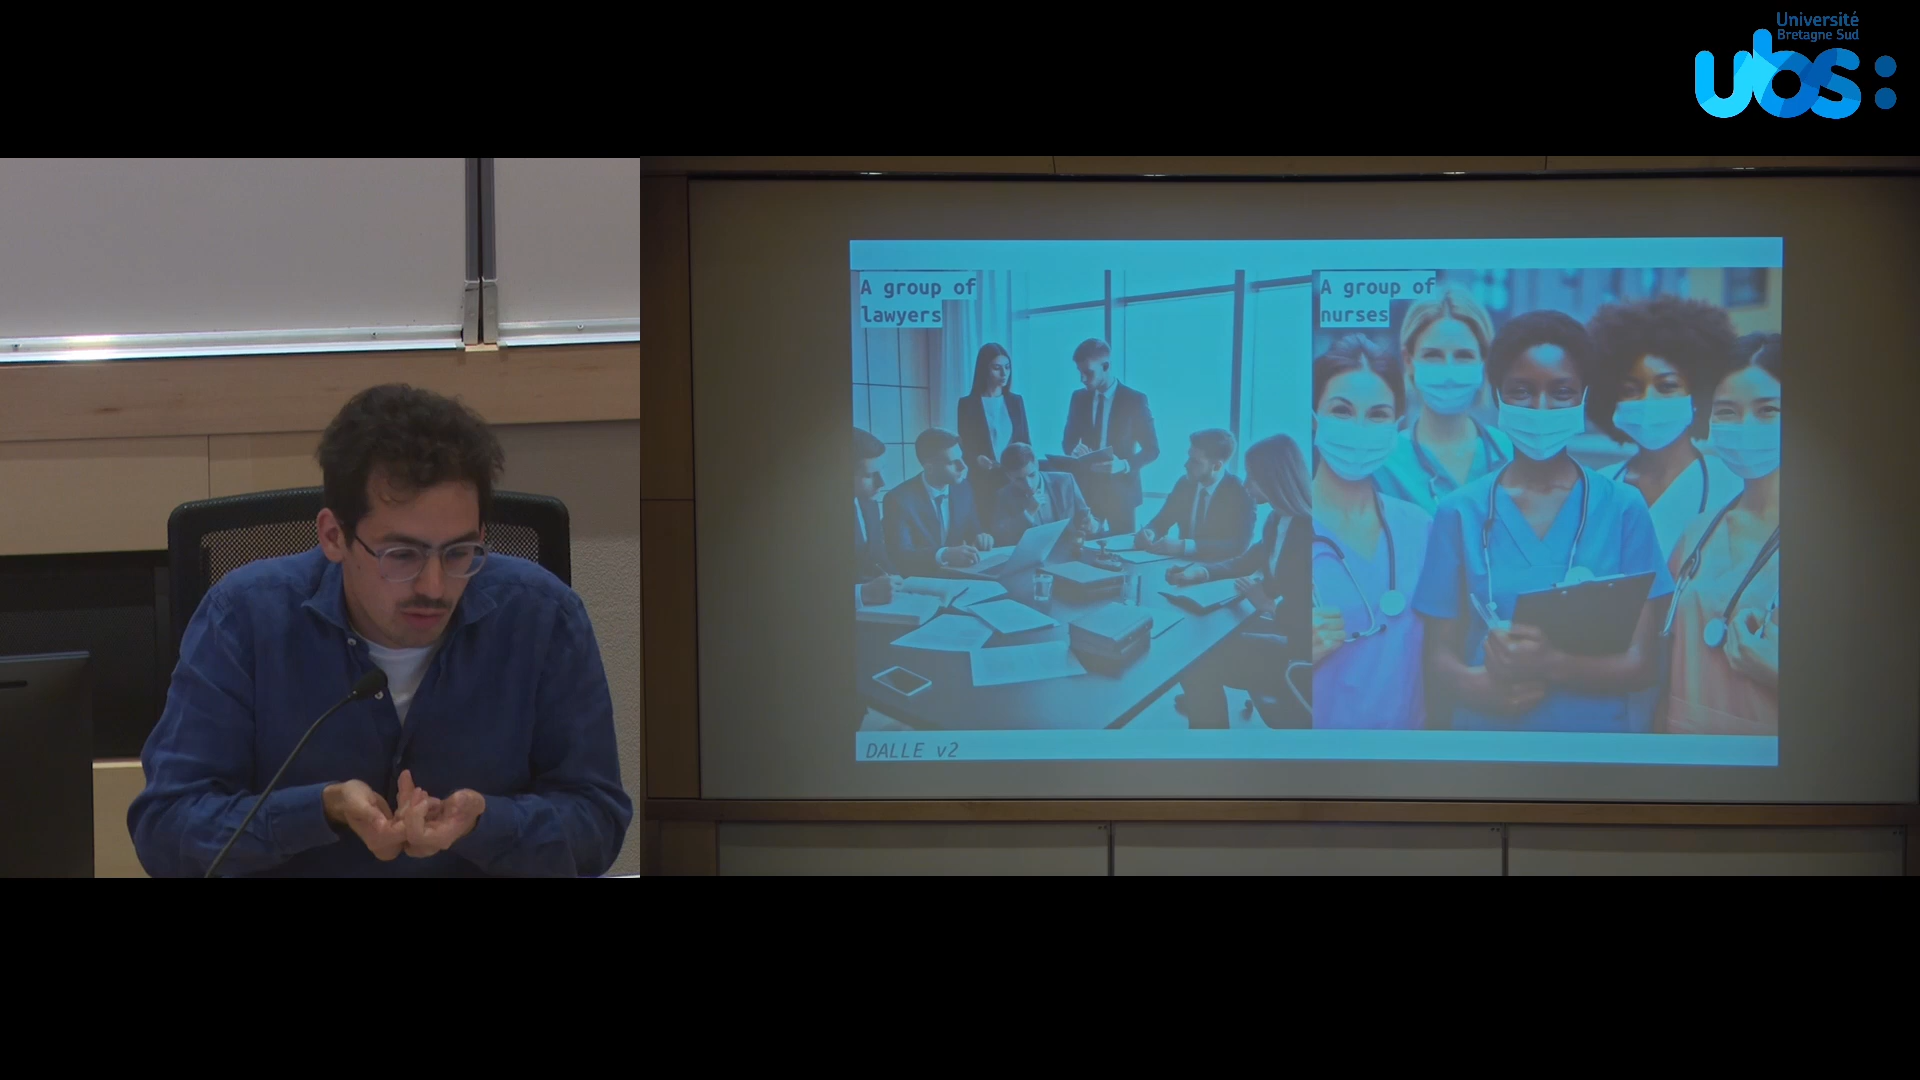 Université
Bretagne Sud
ubs:
A group of
lawyers
A group of
nurses
DALLE v2